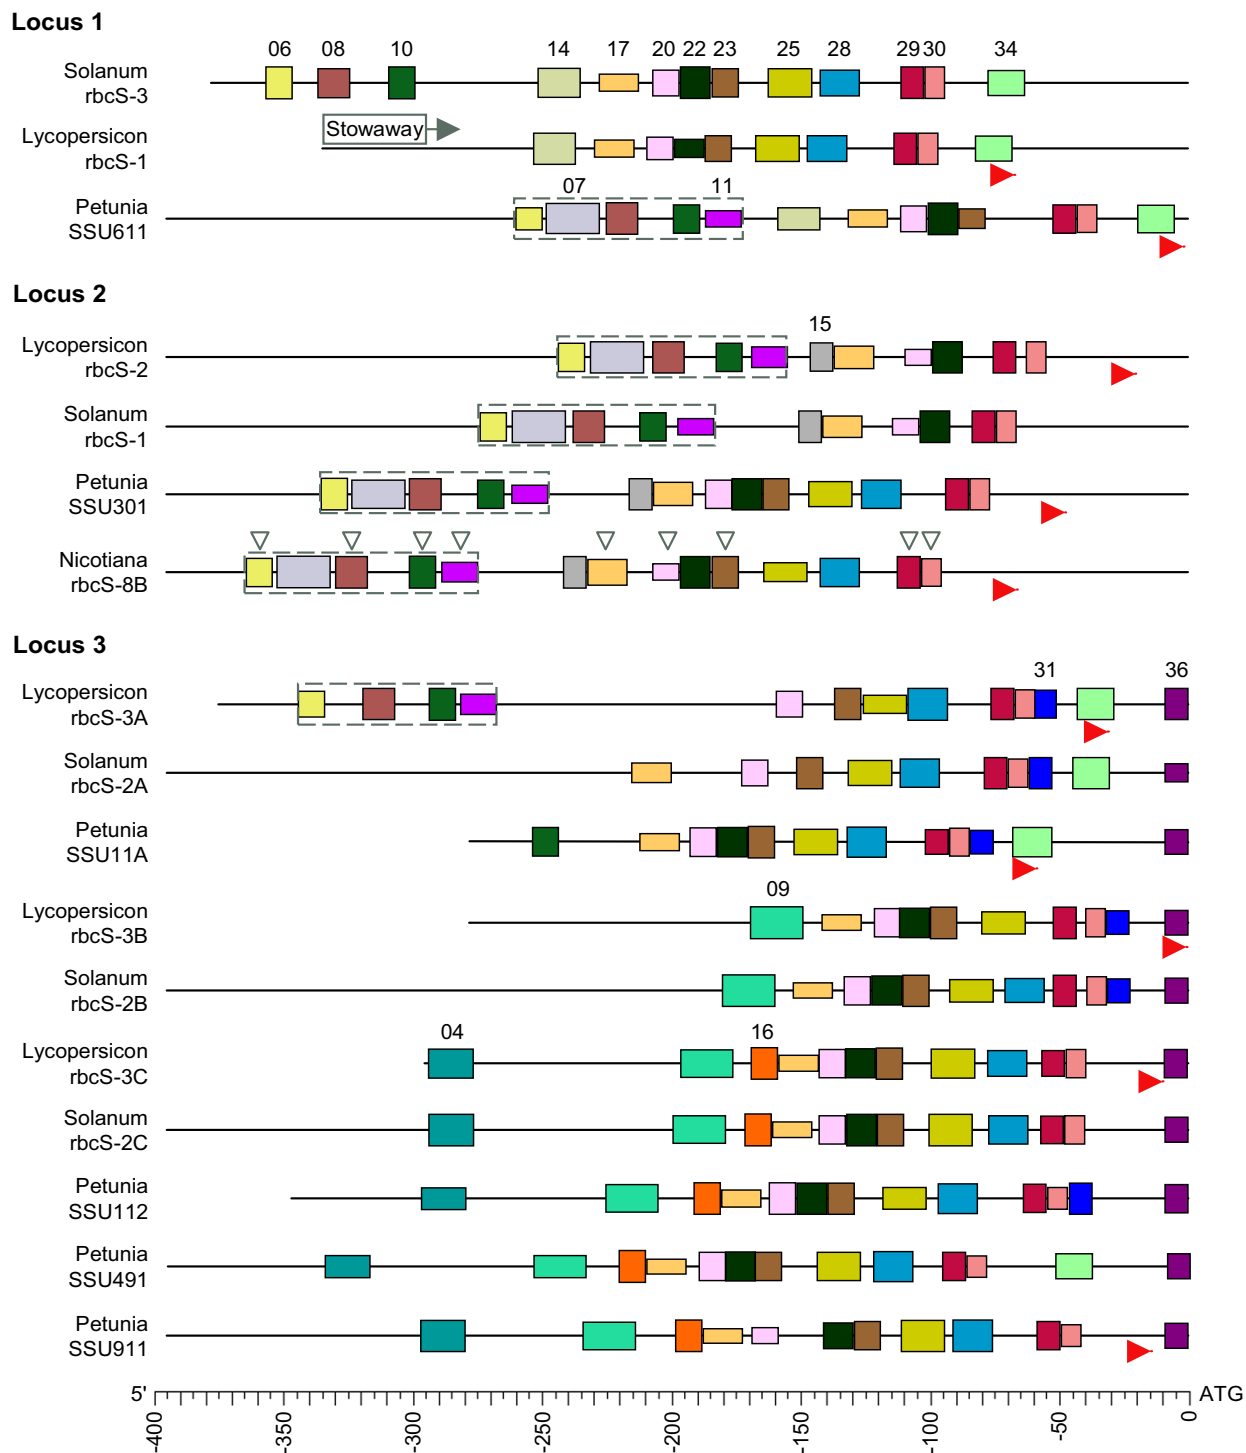 Locus 1
06 08 10 14 17 20 22 23 25 28 29 30 34
Solanum
rbcS-3
Stowaway
Lycopersicon
rbcS-1
07 11
Petunia
SSU611
Locus 2
15
Lycopersicon
rbcS-2
Solanum
rbcS-1
Petunia
SSU301
Nicotiana
rbcS-8B
Locus 3
31 36
Lycopersicon
rbcS-3A
Solanum
rbcS-2A
Petunia
SSU11A
09
Lycopersicon
rbcS-3B
Solanum
rbcS-2B
04 16
Lycopersicon
rbcS-3C
Solanum
rbcS-2C
Petunia
SSU112
Petunia
SSU491
Petunia
SSU911
5' ATG
-400 -350 -300 -250 -200 -150 -100 -50 0